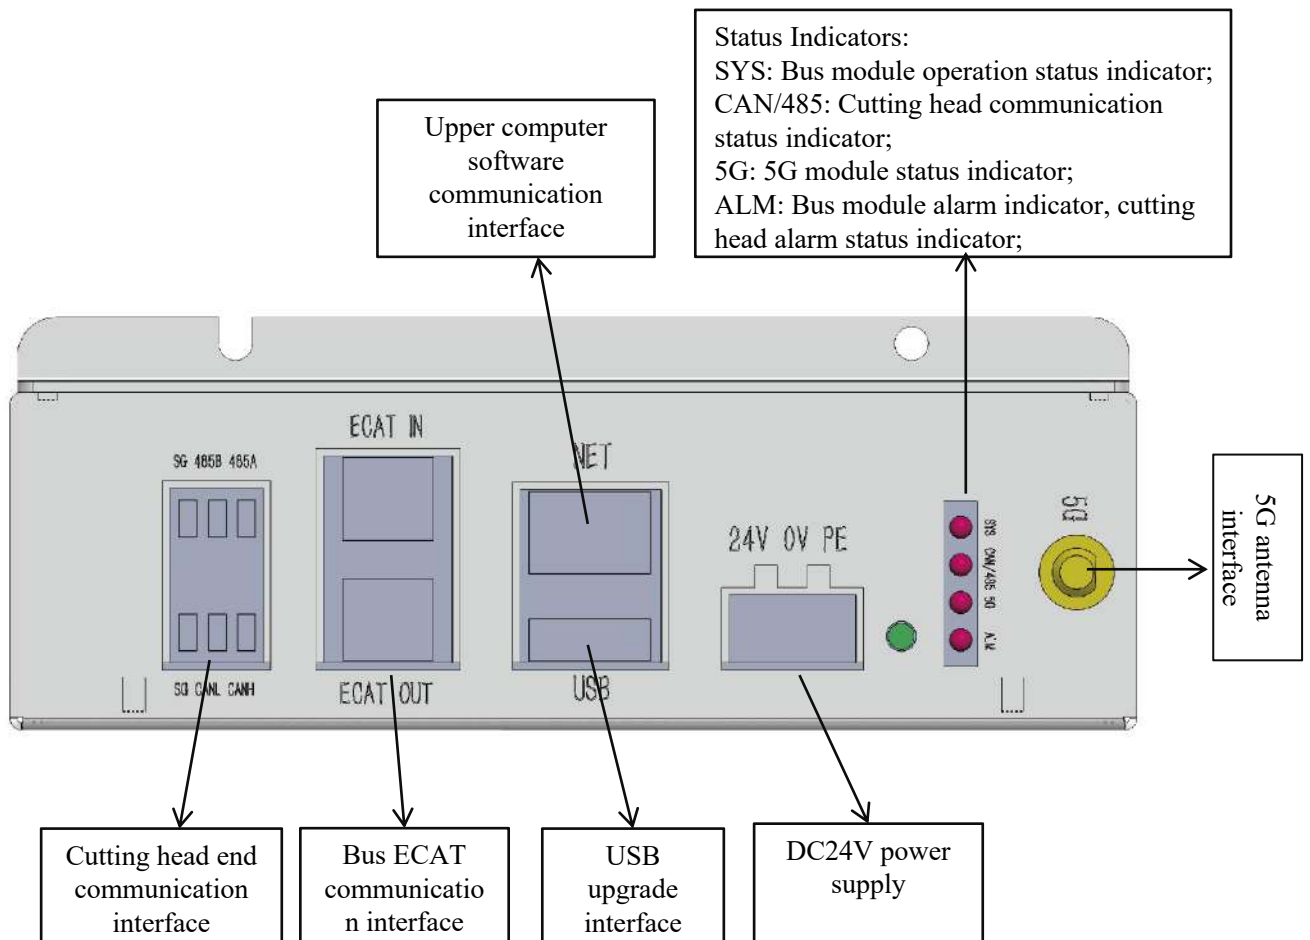 Status Indicators:
SYS: Bus module operation status indicator;
CAN/485: Cutting head communication
status indicator;
5G: 5G module status indicator;
ALM: Bus module alarm indicator, cutting
head alarm status indicator;
Upper computer
software
communication
interface
ECAT IN
NET
SG 485B 485A
24V 0V PE
SYS CAN/485 5G ALM
5G
5G antenna
interface
SG CANL CANH
ECAT OUT
USB
Cutting head end
communication
interface
Bus ECAT
communicatio
n interface
USB
upgrade
interface
DC24V power
supply